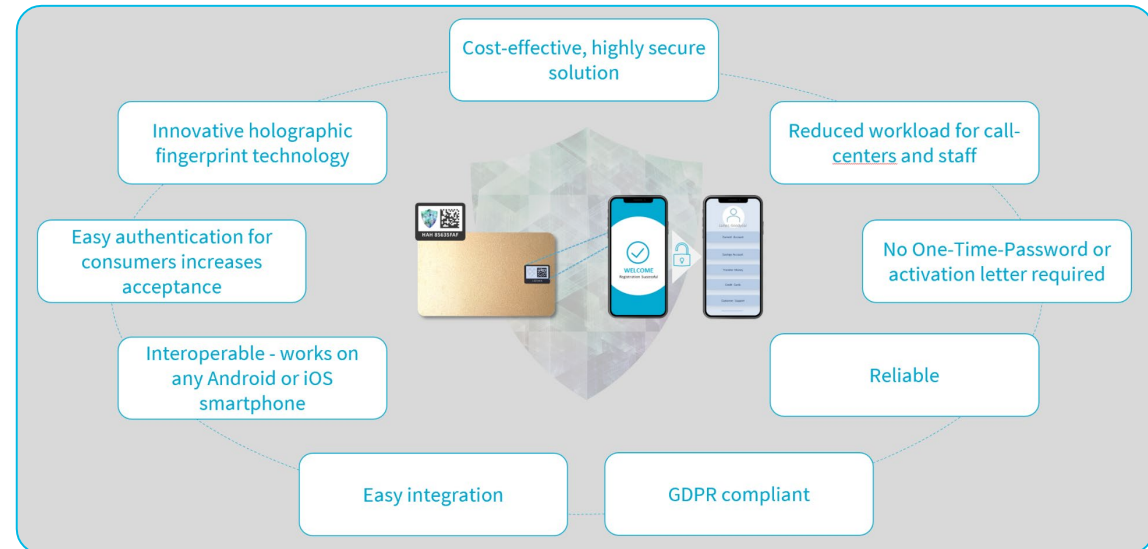 Cost-effective, highly secure
solution
Innovative holographic
fingerprint technology
Reduced workload for call-
centers and staff
Easy authentication for
consumers increases
acceptance
No One-Time-Password or
activation letter required
HAH 85635FAF
WELCOME
Registration Successful
Interoperable - works on
any Android or iOS
smartphone
Reliable
Easy integration
GDPR compliant